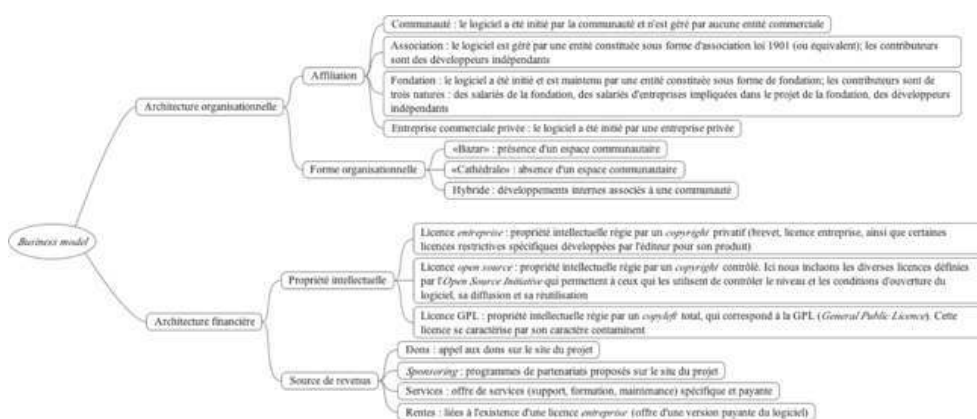 Communauté : le logiciel a été initié par la communauté et n'est géré par aucune entité commerciale
Association : le logiciel est géré par une entité constituée sous forme d'association loi 1901 (ou équivalent); les contributeurs
sont des développeurs indépendants
Affiliation
Fondation : le logiciel a été initié et est maintenu par une entité constituée sous forme de fondation; les contributeurs sont de
trois natures : des salariés de la fondation, des salariés d'entreprises impliquées dans le projet de la fondation, des développeurs
indépendants
Architecture organisationnelle
Entreprise commerciale privée : le logiciel a été initié par une entreprise privée
«Bazar» : présence d'un espace communautaire
Forme organisationnelle
«Cathédrale» : absence d'un espace communautaire
Hybride : développements internes associés à une communauté
Business model
Licence entreprise : propriété intellectuelle régie par un copyright privatif (brevet, licence entreprise, ainsi que certaines
licences restrictives spécifiques développées par l'éditeur pour son produit)
Propriété intellectuelle
Licence open source : propriété intellectuelle régie par un copyright contrôlé. Ici nous incluons les diverses licences définies
par l'Open Source Initiative qui permettent à ceux qui les utilisent de contrôler le niveau et les conditions d'ouverture du
logiciel, sa diffusion et sa réutilisation
Architecture financière
Licence GPL : propriété intellectuelle régie par un copyleft total, qui correspond à la GPL (General Public Licence). Cette
licence se caractérise par son caractère contaminent
Dons : appel aux dons sur le site du projet
Sponsoring : programmes de partenariats proposés sur le site du projet
Source de revenus
Services : offre de services (support, formation, maintenance) spécifique et payante
Rentes : liées à l'existence d'une licence entreprise (offre d'une version payante du logiciel)